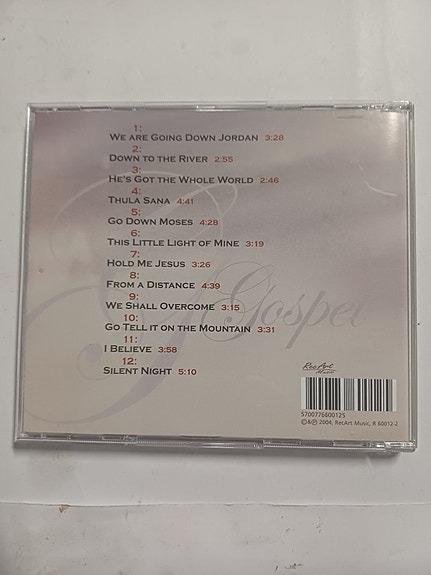 1:
We are Going Down Jordan 3:28
2:
Down to the River 2:55
3:
He's Got the Whole World 2:46
4:
Thula Sana 4:41
5:
Go Down Moses 4:28
6:
This Little Light of Mine 3:19
7:
Hold Me Jesus 3:26
8:
From a Distance 4:39
9:
We Shall Overcome 3:15
10:
Go Tell it on the Mountain 3:31
11:
I Believe 3:58
12:
Silent Night 5:10
Gospel
RecArt
Music
5700776600125
©&℗ 2004, RecArt Music, R 60012-2